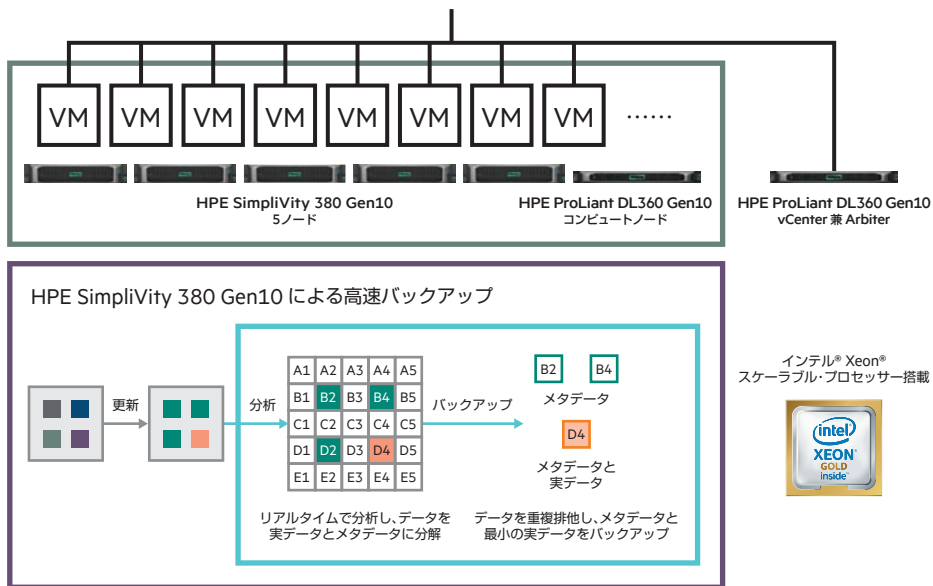 VM VM VM VM VM VM VM VM ……
HPE SimpliVity 380 Gen10
5ノード
HPE ProLiant DL360 Gen10
コンピュートノード
HPE ProLiant DL360 Gen10
vCenter 兼 Arbiter
HPE SimpliVity 380 Gen10 による高速バックアップ
更新
分析
A1 A2 A3 A4 A5
B1 B2 B3 B4 B5
C1 C2 C3 C4 C5
D1 D2 D3 D4 D5
E1 E2 E3 E4 E5
リアルタイムで分析し、データを
実データとメタデータに分解
バックアップ
B2 B4
メタデータ
D4
メタデータと
実データ
データを重複排他し、メタデータと
最小の実データをバックアップ
インテル® Xeon®
スケーラブル・プロセッサー搭載
intel
XEON
GOLD
inside